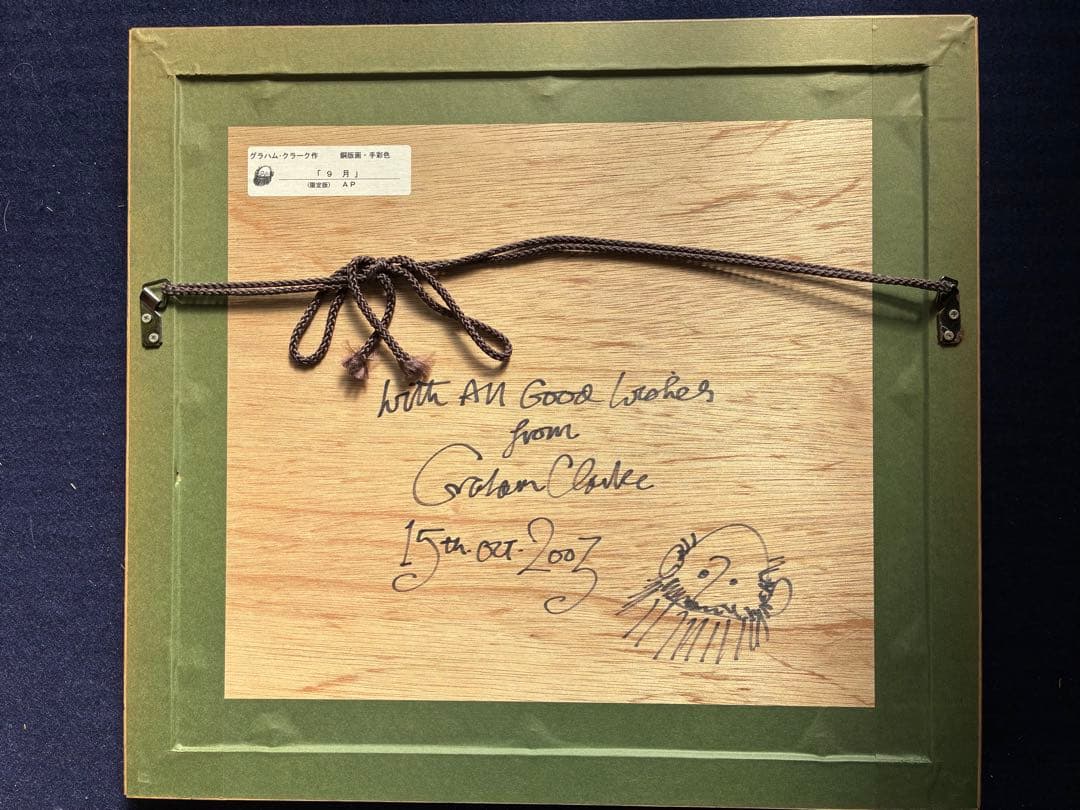 グラハム・クラーク作 銅版画・手彩色
「９月」
（限定版） ＡＰ
With All Good Wishes
from
Graham Clarke
15th. OCT. 2003